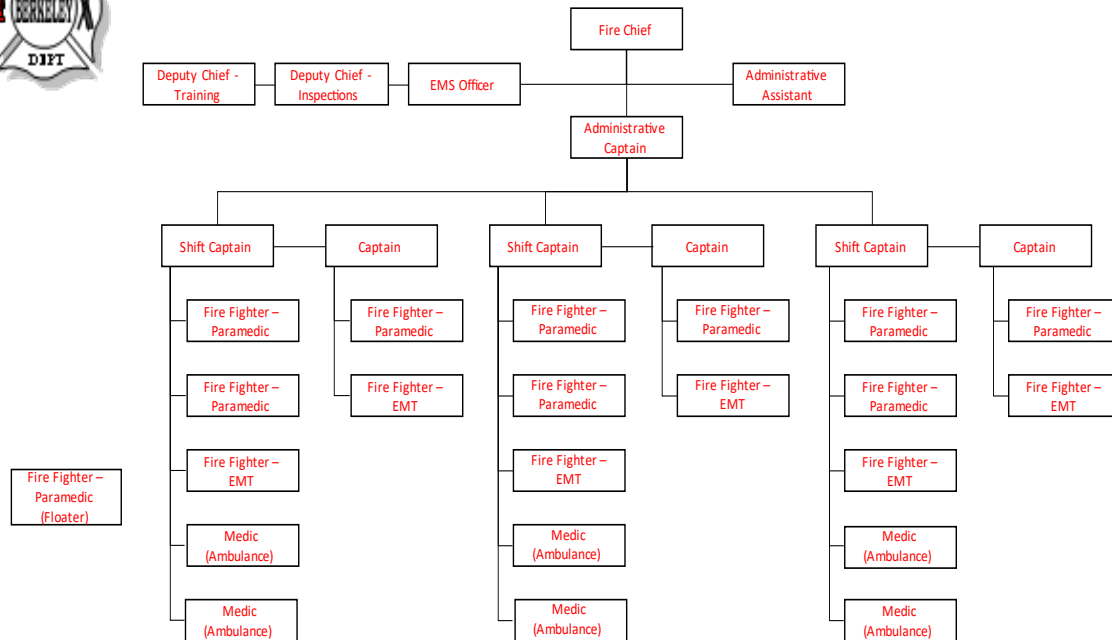 BERKELEY
DEPT
Fire Chief
Deputy Chief -
Training
Deputy Chief -
Inspections
EMS Officer
Administrative
Assistant
Administrative
Captain
Shift Captain
Captain
Shift Captain
Captain
Shift Captain
Captain
Fire Fighter –
Paramedic
Fire Fighter –
Paramedic
Fire Fighter –
Paramedic
Fire Fighter –
Paramedic
Fire Fighter –
Paramedic
Fire Fighter –
Paramedic
Fire Fighter –
Paramedic
Fire Fighter –
EMT
Fire Fighter –
Paramedic
Fire Fighter –
EMT
Fire Fighter –
Paramedic
Fire Fighter –
EMT
Fire Fighter –
Paramedic
(Floater)
Fire Fighter –
EMT
Fire Fighter –
EMT
Fire Fighter –
EMT
Medic
(Ambulance)
Medic
(Ambulance)
Medic
(Ambulance)
Medic
(Ambulance)
Medic
(Ambulance)
Medic
(Ambulance)